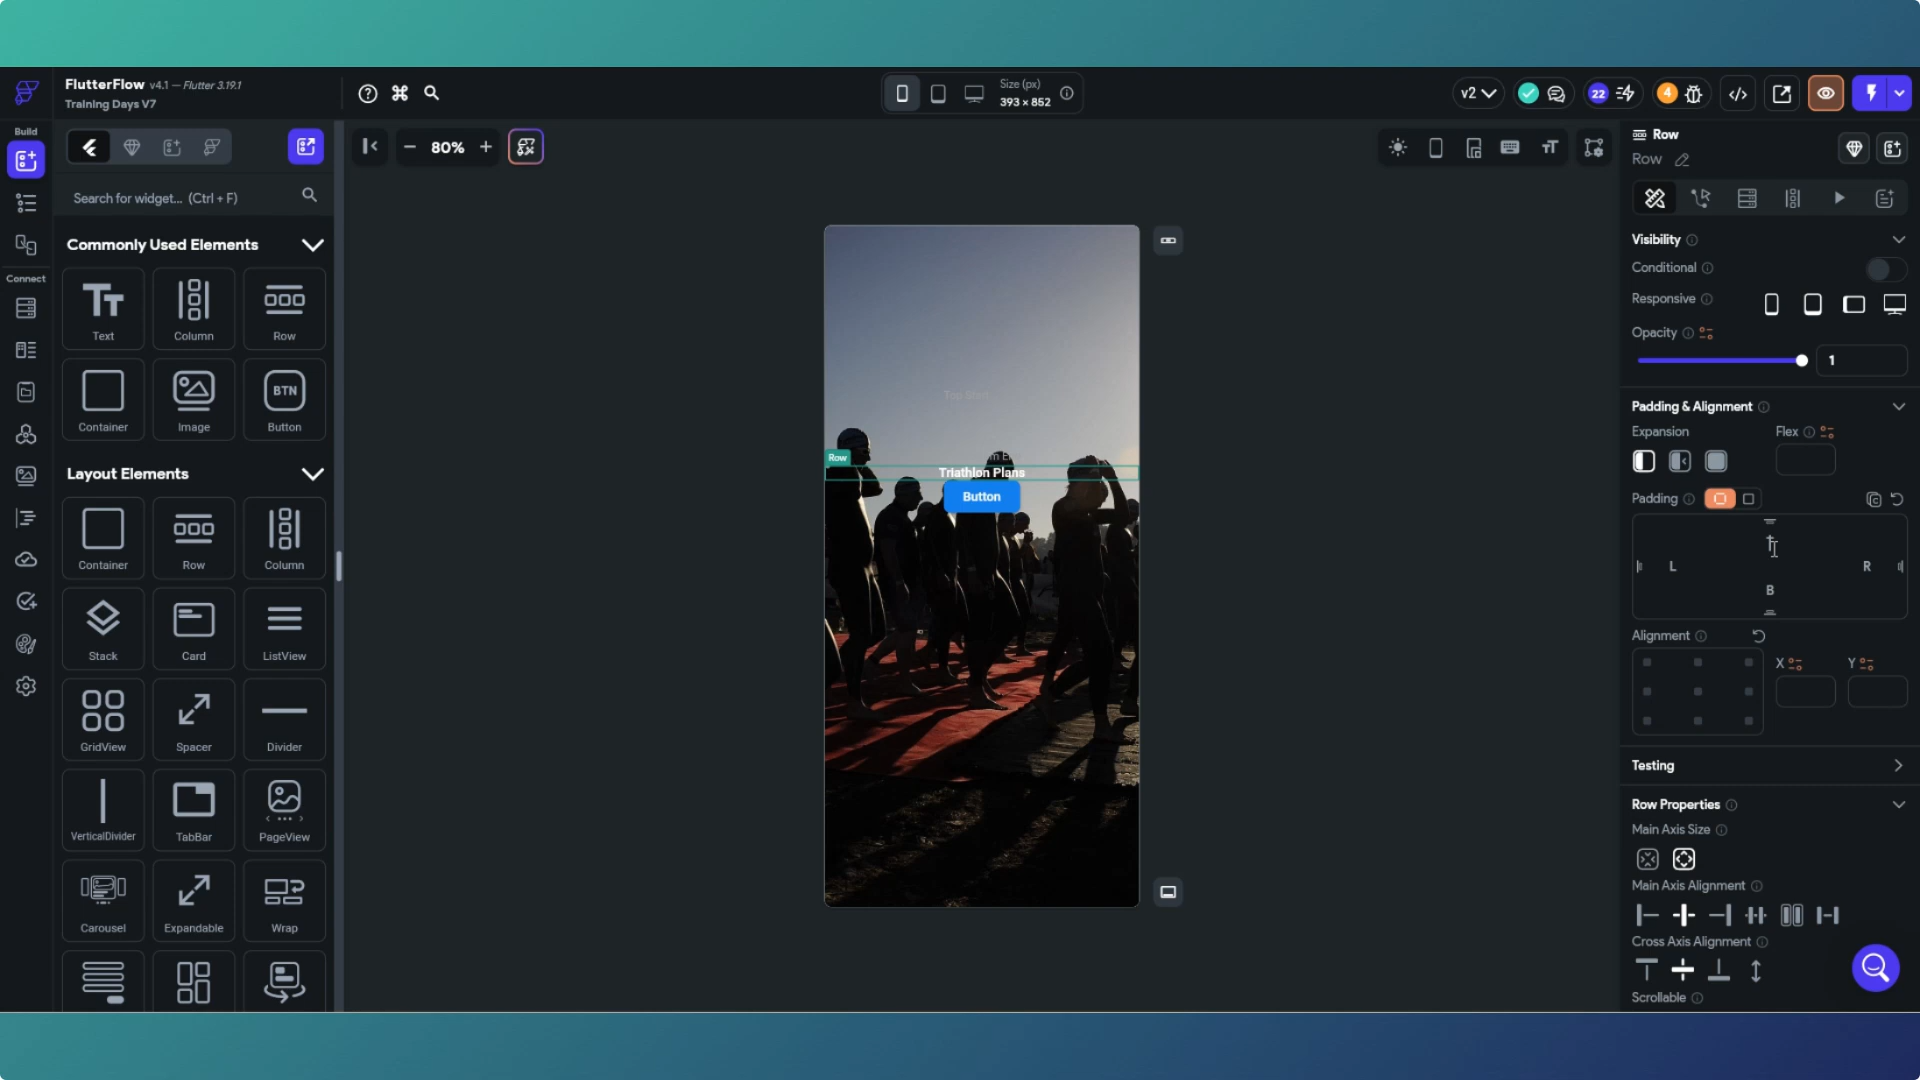 FlutterFlow v4.1 — Flutter 3.19.1
Training Days V7
Size (px)
393 × 852
v2
22
4
Build
Connect
80%
Search for widget... (Ctrl + F)
Commonly Used Elements
Text
Column
Row
Container
Image
BTN
Button
Layout Elements
Container
Row
Column
Stack
Card
ListView
GridView
Spacer
Divider
VerticalDivider
TabBar
PageView
Carousel
Expandable
Wrap
Top Start
Row
Triathlon Plans
Button
Row
Row
Visibility
Conditional
Responsive
Opacity
1
Padding & Alignment
Expansion
Flex
Padding
T
L
R
B
Alignment
X
Y
Testing
Row Properties
Main Axis Size
Main Axis Alignment
Cross Axis Alignment
Scrollable